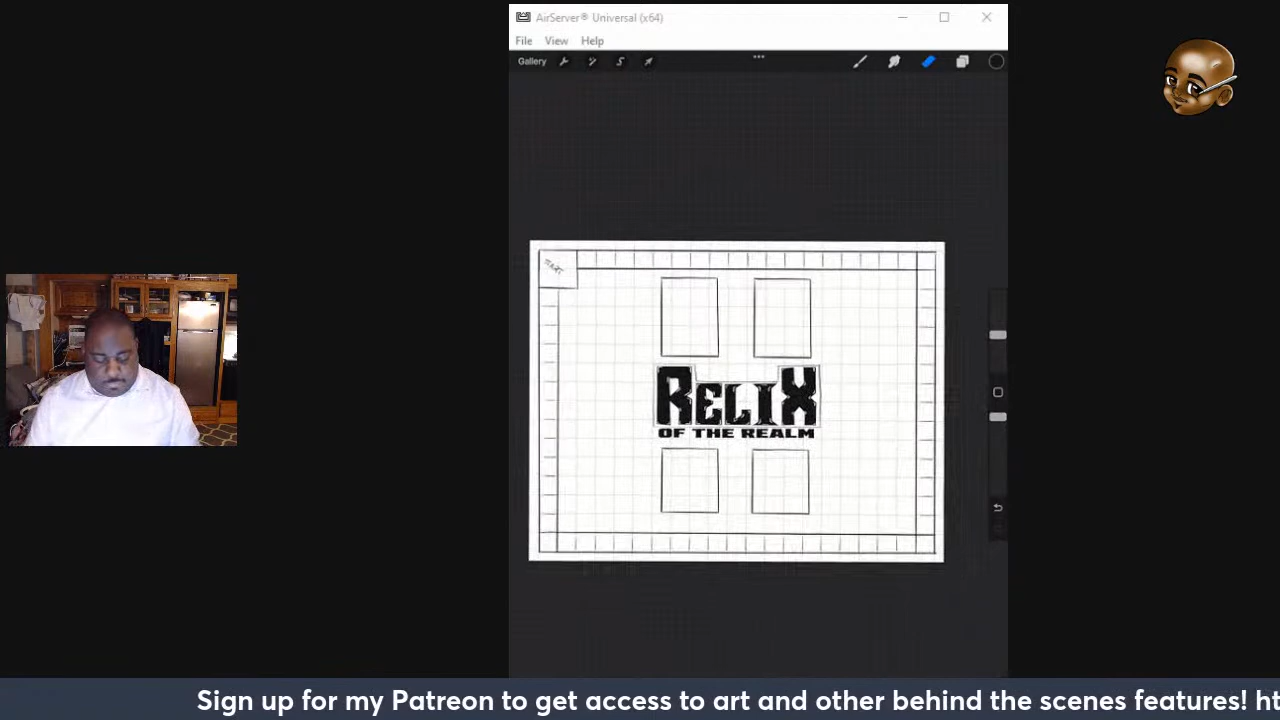 AirServer® Universal (x64)
File View Help
Gallery
START
RELIX
OF THE REALM
Sign up for my Patreon to get access to art and other behind the scenes features! ht